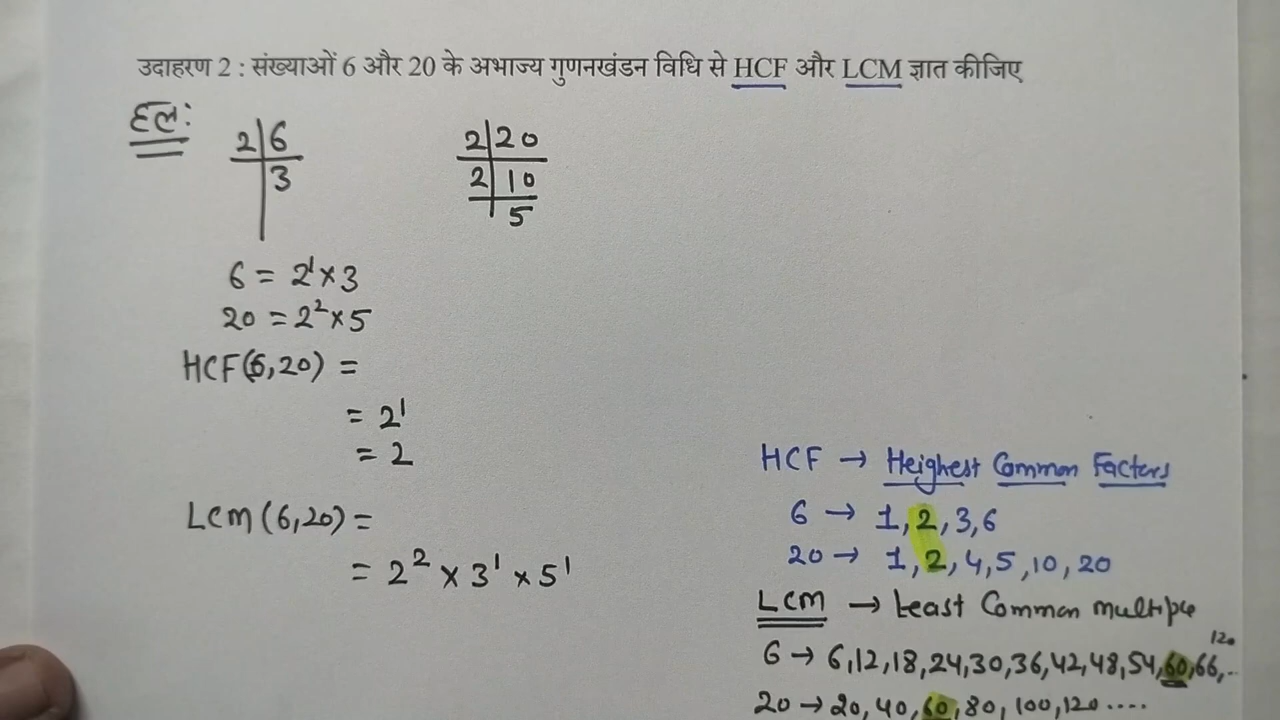 उदाहरण 2 : संख्याओं 6 और 20 के अभाज्य गुणनखंडन विधि से HCF और LCM ज्ञात कीजिए
हल:
2|6
3
2|20
2|10
5
6 = 2¹×3
20 = 2²×5
HCF(6,20) =
= 2¹
= 2
LCM (6,20) =
= 2² × 3¹ × 5¹
HCF → Heighest Common Factors
6 → 1, 2, 3, 6
20 → 1, 2, 4, 5, 10, 20
LCM → Least Common multiple
120
6 → 6, 12, 18, 24, 30, 36, 42, 48, 54, 60, 66, ..
20 → 20, 40, 60, 80, 100, 120 ....